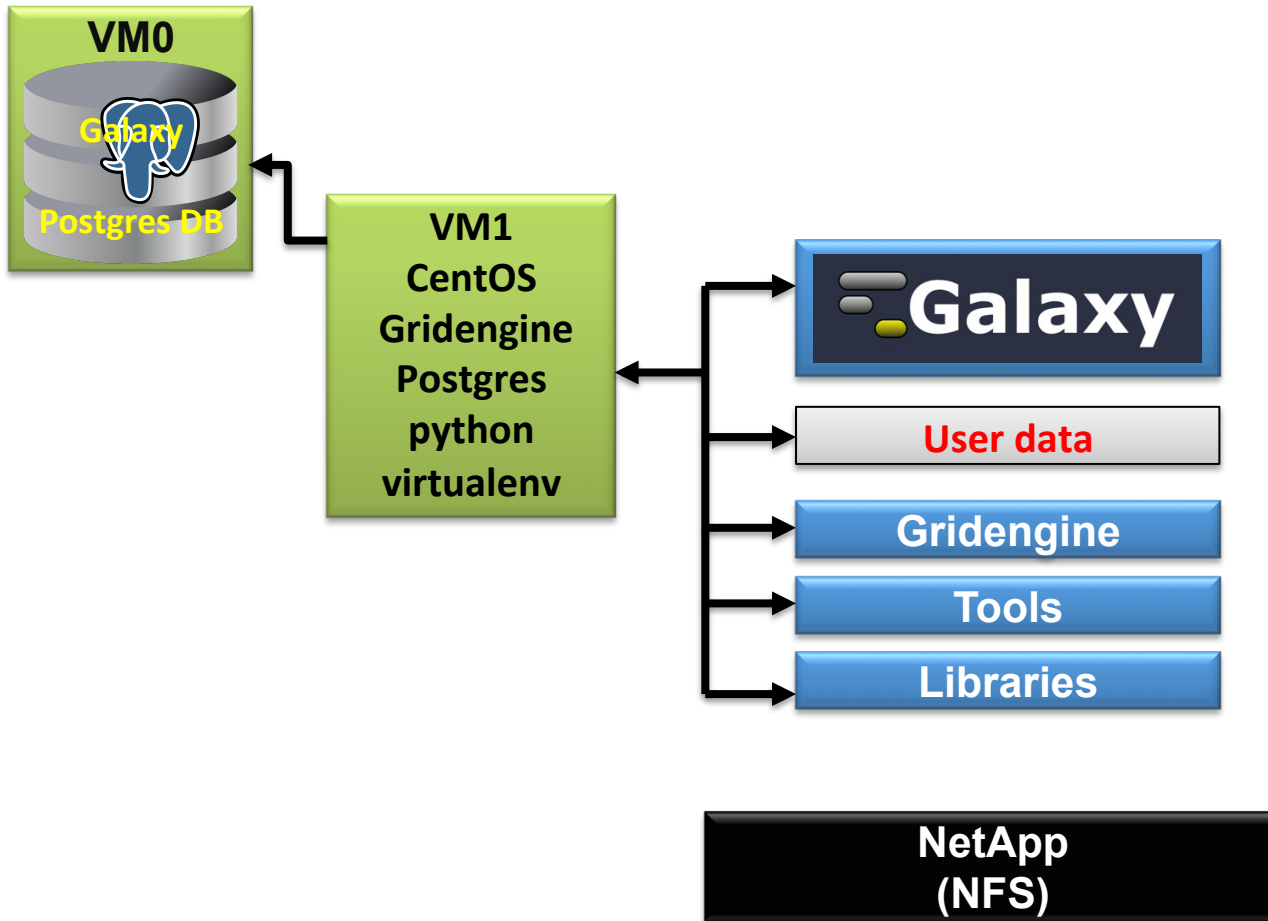 VM0
Galaxy
Postgres DB
VM1
CentOS
Gridengine
Postgres
python
virtualenv
Galaxy
User data
Gridengine
Tools
Libraries
NetApp
(NFS)